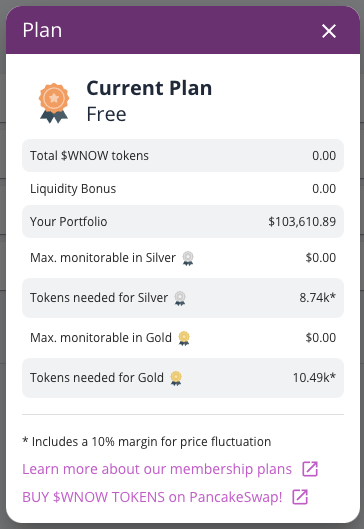 Plan
Current Plan
Free
Total $WNOW tokens 0.00
Liquidity Bonus 0.00
Your Portfolio $103,610.89
Max. monitorable in Silver $0.00
Tokens needed for Silver 8.74k*
Max. monitorable in Gold $0.00
Tokens needed for Gold 10.49k*
* Includes a 10% margin for price fluctuation
Learn more about our membership plans
BUY $WNOW TOKENS on PancakeSwap!